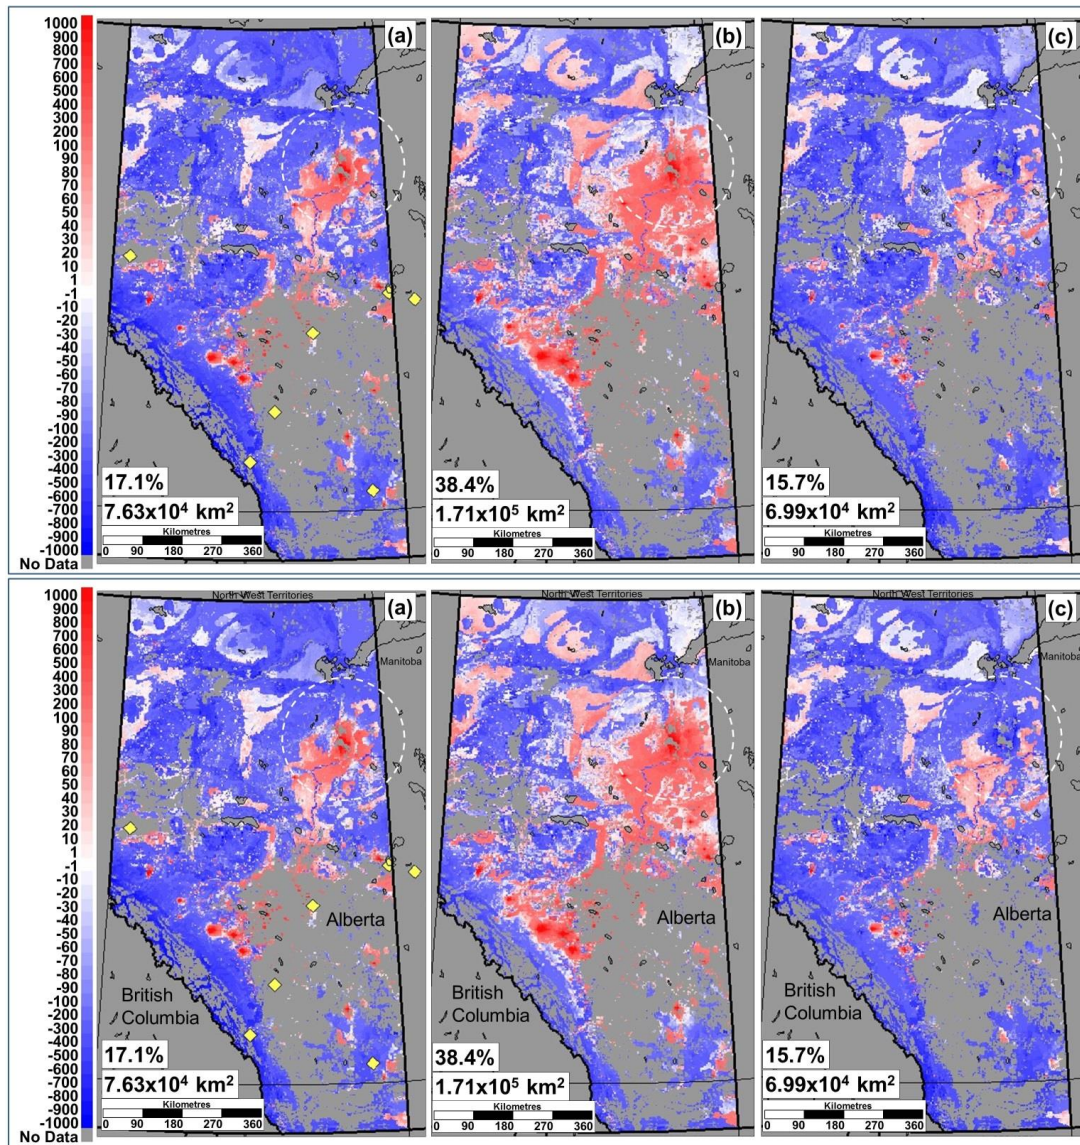 1000
900
800
700
600
500
400
300
200
100
90
80
70
60
50
40
30
20
10
1
-1
-10
-20
-30
-40
-50
-60
-70
-80
-90
-100
-200
-300
-400
-500
-600
-700
-800
-900
-1000
No Data
(a)
17.1%
7.63x10⁴ km²
Kilometres
0 90 180 270 360
(b)
38.4%
1.71x10⁵ km²
Kilometres
0 90 180 270 360
(c)
15.7%
6.99x10⁴ km²
Kilometres
0 90 180 270 360
1000
900
800
700
600
500
400
300
200
100
90
80
70
60
50
40
30
20
10
1
-1
-10
-20
-30
-40
-50
-60
-70
-80
-90
-100
-200
-300
-400
-500
-600
-700
-800
-900
-1000
No Data
North West Territories
(a)
Manitoba
Alberta
British
Columbia
17.1%
7.63x10⁴ km²
Kilometres
0 90 180 270 360
North West Territories
(b)
Manitoba
Alberta
British
Columbia
38.4%
1.71x10⁵ km²
Kilometres
0 90 180 270 360
North West Territories
(c)
Manitoba
Alberta
British
Columbia
15.7%
6.99x10⁴ km²
Kilometres
0 90 180 270 360